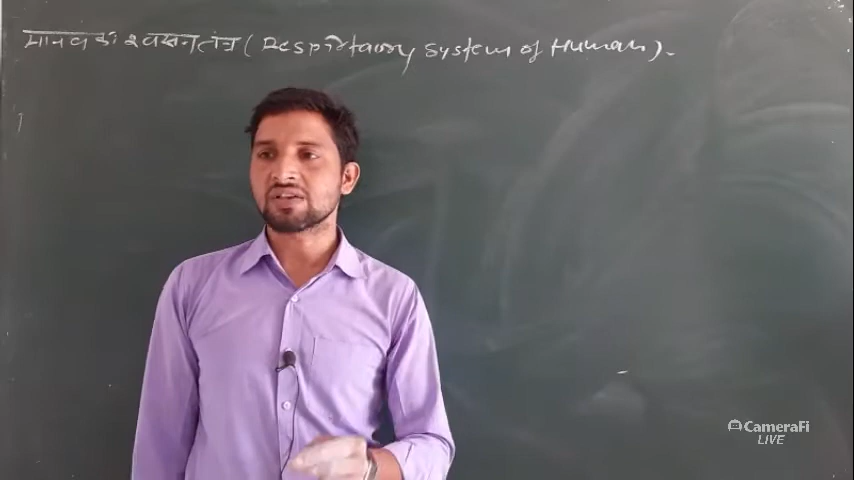 मानव का श्वसन तंत्र ( Respiratory System of Human ).
CameraFi
LIVE